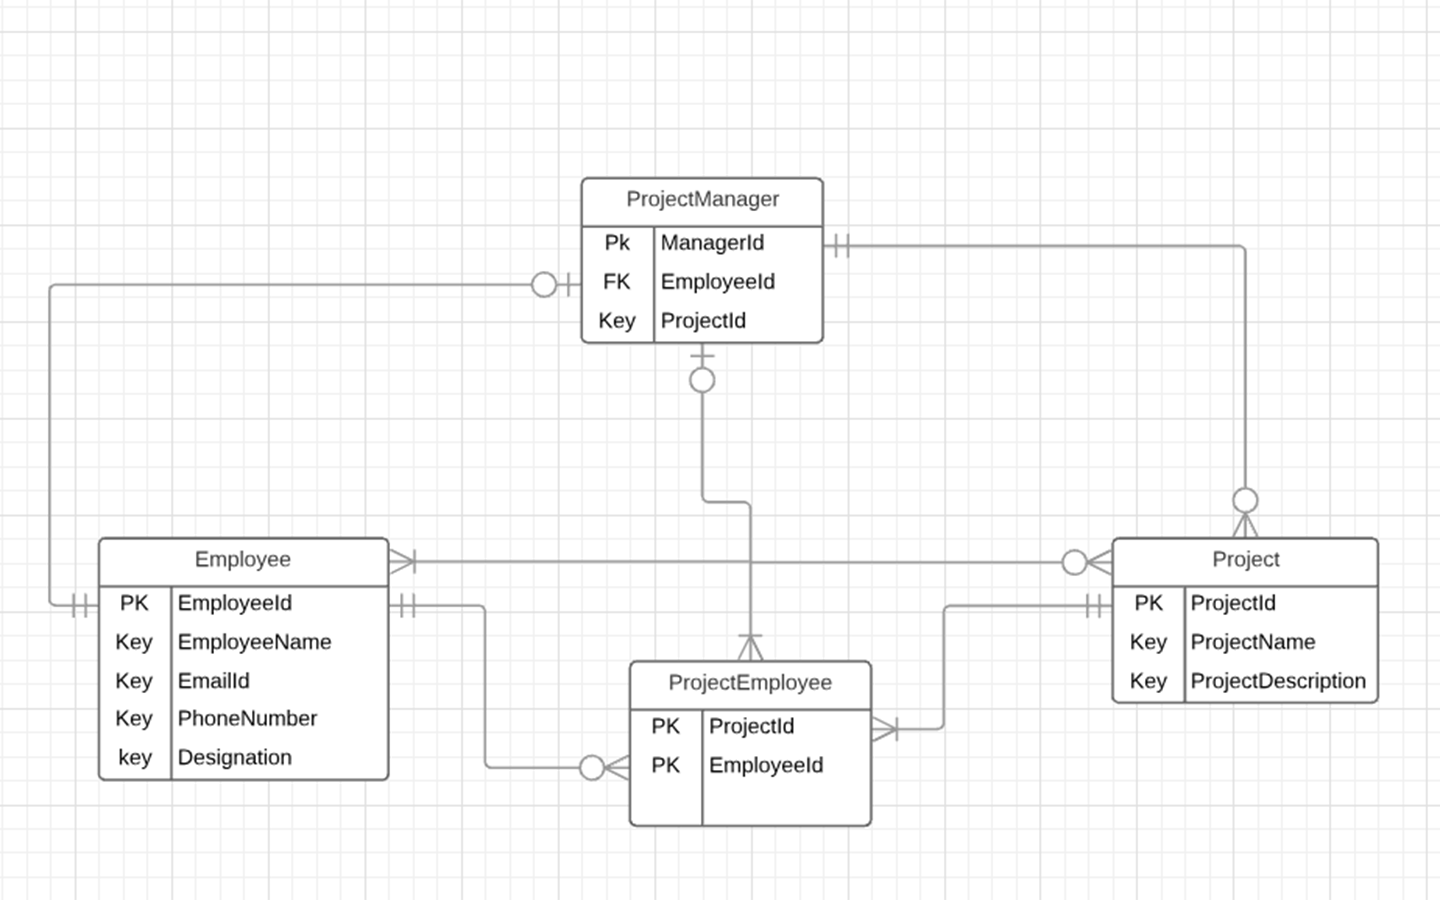 ProjectManager
Pk ManagerId
FK EmployeeId
Key ProjectId
Employee
PK EmployeeId
Key EmployeeName
Key EmailId
Key PhoneNumber
key Designation
ProjectEmployee
PK ProjectId
PK EmployeeId
Project
PK ProjectId
Key ProjectName
Key ProjectDescription